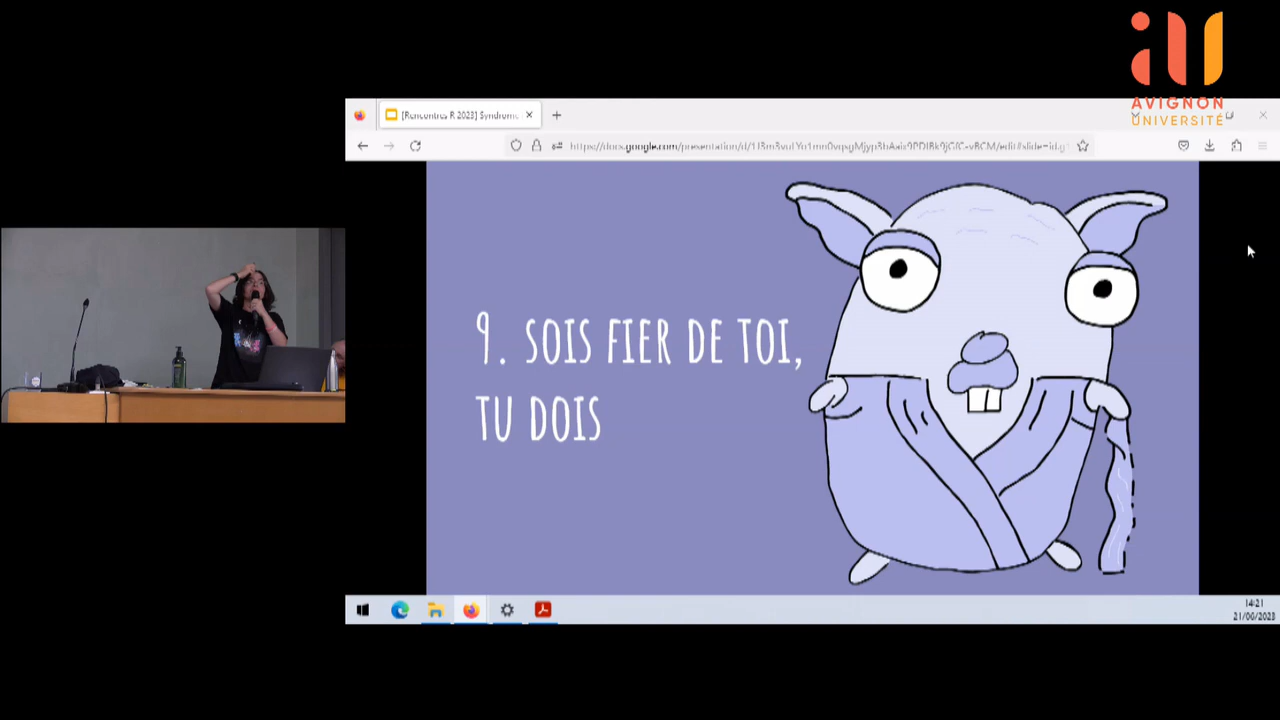 AVIGNON
UNIVERSITÉ
[Rencontres R 2023] Syndrome
9. SOIS FIER DE TOI,
TU DOIS
14:21
21/06/2023